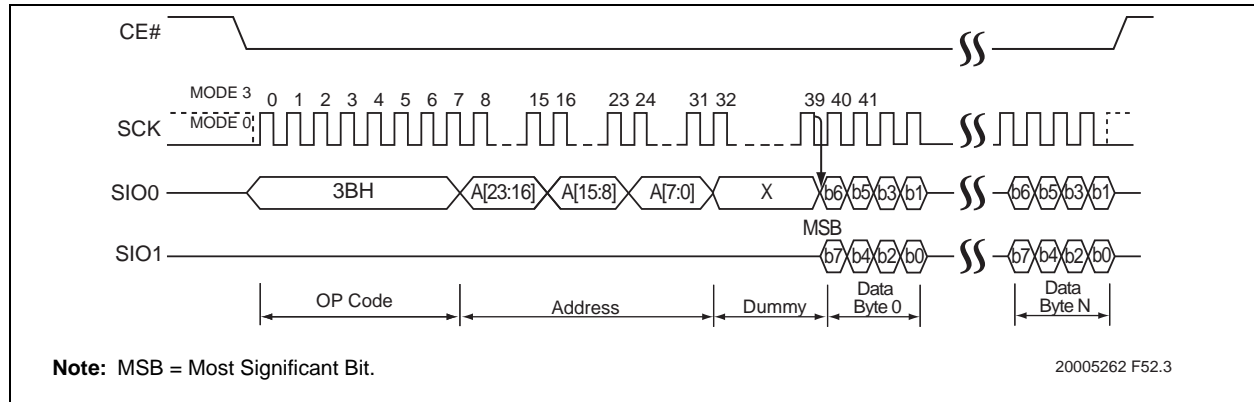 CE#
MODE 3
0 1 2 3 4 5 6 7 8 15 16 23 24 31 32 39 40 41
SCK
MODE 0
SIO0
3BH
A[23:16]
A[15:8]
A[7:0]
X
b6 b5 b3 b1
b6 b5 b3 b1
MSB
SIO1
b7 b4 b2 b0
b7 b4 b2 b0
OP Code
Address
Dummy
Data
Byte 0
Data
Byte N
Note: MSB = Most Significant Bit.
20005262 F52.3